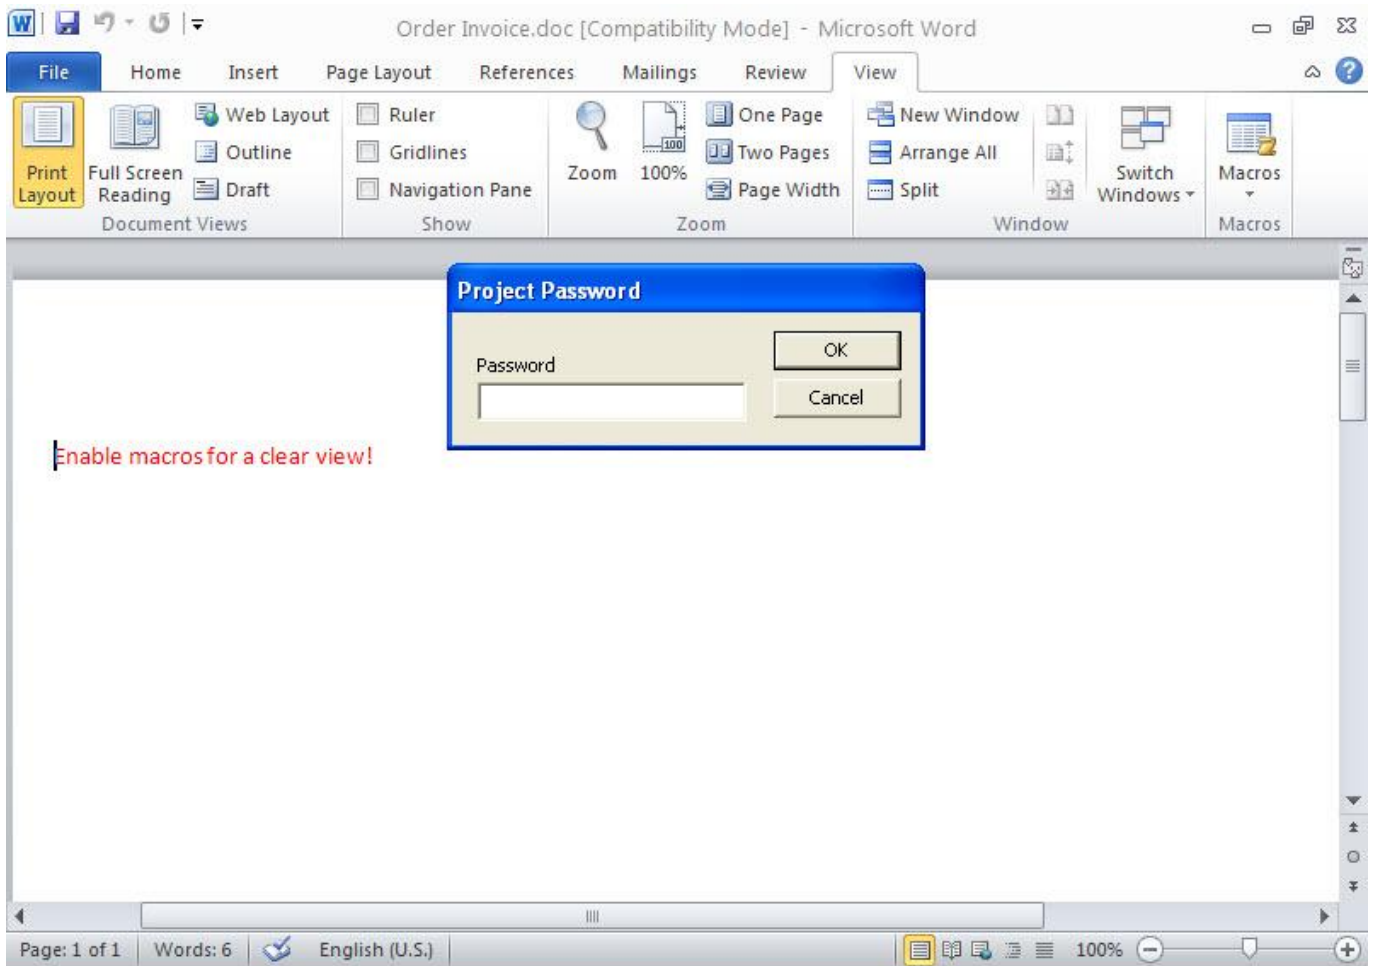 Order Invoice.doc [Compatibility Mode] - Microsoft Word
File Home Insert Page Layout References Mailings Review View
Print Layout
Full Screen Reading
Web Layout
Outline
Draft
Document Views
Ruler
Gridlines
Navigation Pane
Show
Zoom
100
100%
One Page
Two Pages
Page Width
Zoom
New Window
Arrange All
Split
Switch Windows
Window
Macros
Macros
Project Password
Password
OK
Cancel
Enable macros for a clear view!
Page: 1 of 1 Words: 6 English (U.S.) 100%